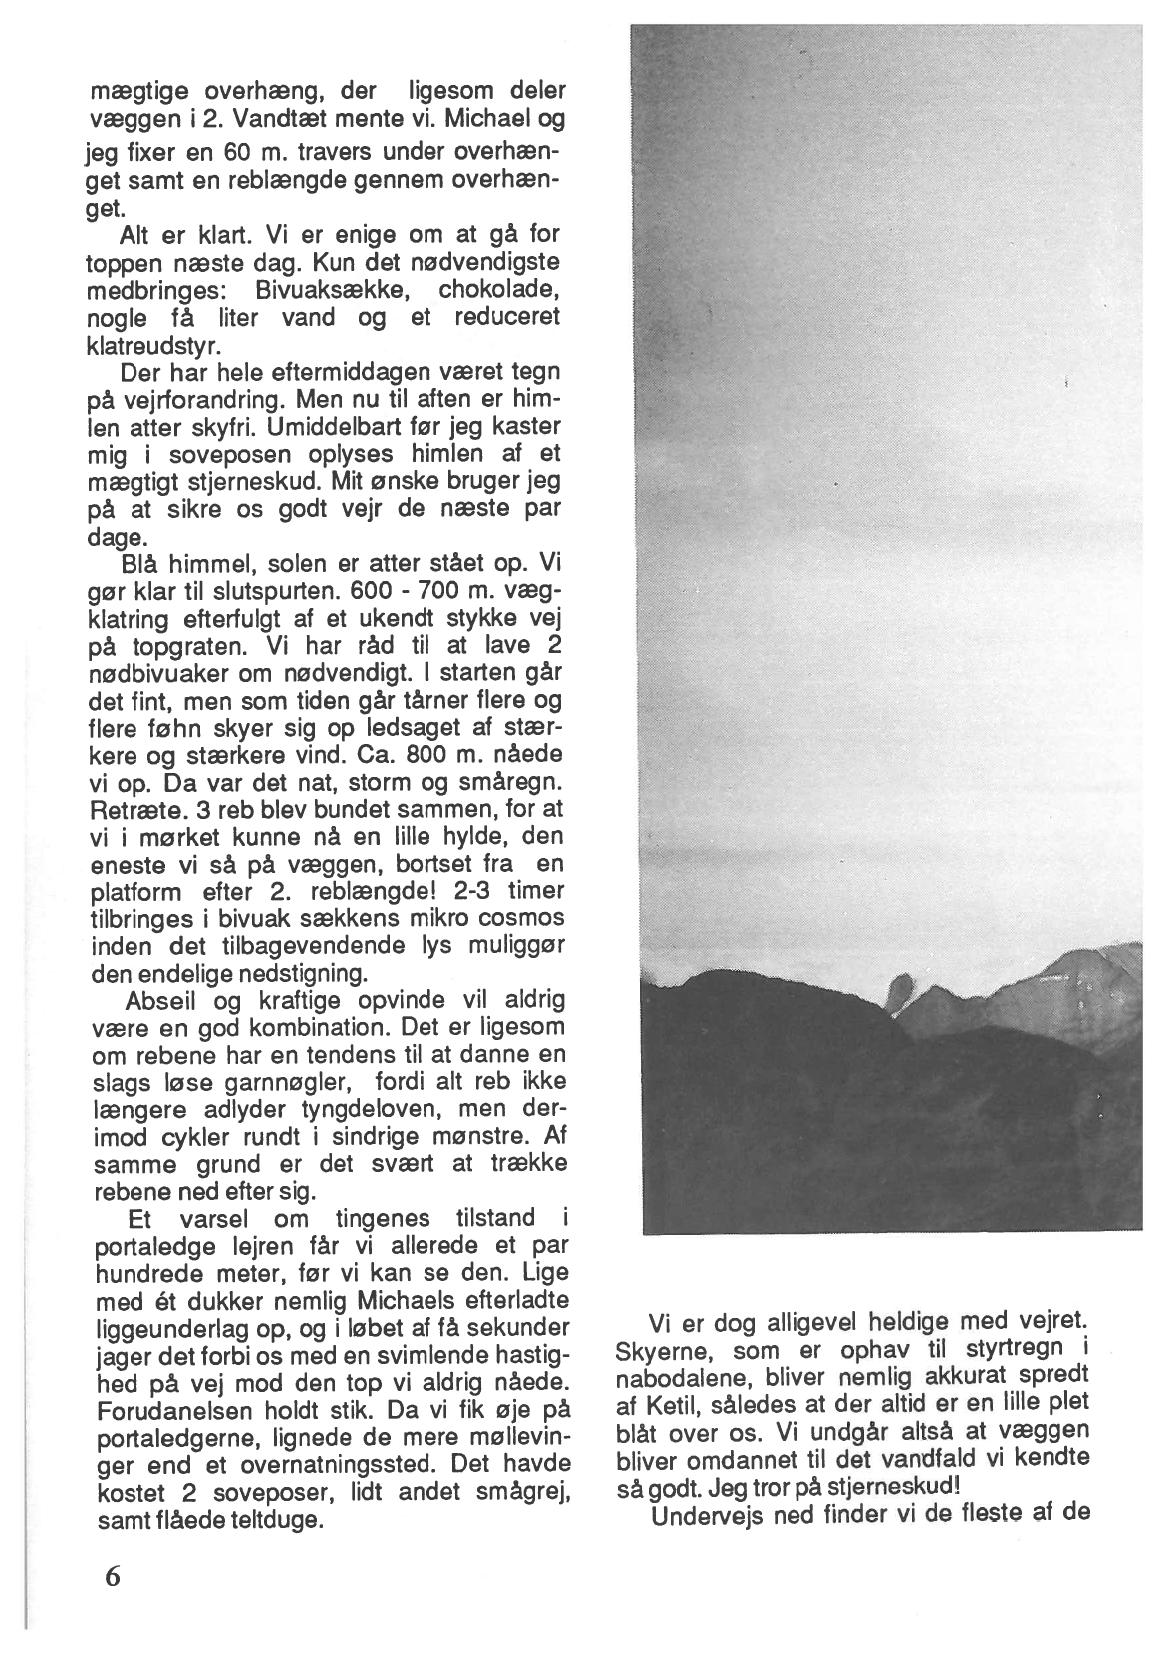 mægtige overhæng, der ligesom deler
væggen i 2. Vandtæt mente vi. Michael og
jeg fixer en 60 m. travers under overhæn-
get samt en reblængde gennem overhæn-
get.
Alt er klart. Vi er enige om at gå for
toppen næste dag. Kun det nødvendigste
medbringes: Bivuaksække, chokolade,
nogle få liter vand og et reduceret
klatreudstyr.
Der har hele eftermiddagen været tegn
på vejrforandring. Men nu til aften er him-
len atter skyfri. Umiddelbart før jeg kaster
mig i soveposen oplyses himlen af et
mægtigt stjerneskud. Mit ønske bruger jeg
på at sikre os godt vejr de næste par
dage.
Blå himmel, solen er atter stået op. Vi
gør klar til slutspurten. 600 - 700 m. væg-
klatring efterfulgt af et ukendt stykke vej
på topgraten. Vi har råd til at lave 2
nødbivuaker om nødvendigt. I starten går
det fint, men som tiden går tårner flere og
flere føhn skyer sig op ledsaget af stær-
kere og stærkere vind. Ca. 800 m. nåede
vi op. Da var det nat, storm og småregn.
Retræte. 3 reb blev bundet sammen, for at
vi i mørket kunne nå en lille hylde, den
eneste vi så på væggen, bortset fra en
platform efter 2. reblængde! 2-3 timer
tilbringes i bivuak sækkens mikro cosmos
inden det tilbagevendende lys muliggør
den endelige nedstigning.
Abseil og kraftige opvinde vil aldrig
være en god kombination. Det er ligesom
om rebene har en tendens til at danne en
slags løse garnnøgler, fordi alt reb ikke
længere adlyder tyngdeloven, men der-
imod cykler rundt i sindrige mønstre. Af
samme grund er det svært at trække
rebene ned efter sig.
Et varsel om tingenes tilstand i
portaledge lejren får vi allerede et par
hundrede meter, før vi kan se den. Lige
med ét dukker nemlig Michaels efterladte
liggeunderlag op, og i løbet af få sekunder
jager det forbi os med en svimlende hastig-
hed på vej mod den top vi aldrig nåede.
Forudanelsen holdt stik. Da vi fik øje på
portaledgerne, lignede de mere møllevin-
ger end et overnatningssted. Det havde
kostet 2 soveposer, lidt andet smågrej,
samt flåede teltduge.
6
Vi er dog alligevel heldige med vejret.
Skyerne, som er ophav til styrtregn i
nabodalene, bliver nemlig akkurat spredt
af Ketil, således at der altid er en lille plet
blåt over os. Vi undgår altså at væggen
bliver omdannet til det vandfald vi kendte
så godt. Jeg tror på stjerneskud!
Undervejs ned finder vi de fleste af de